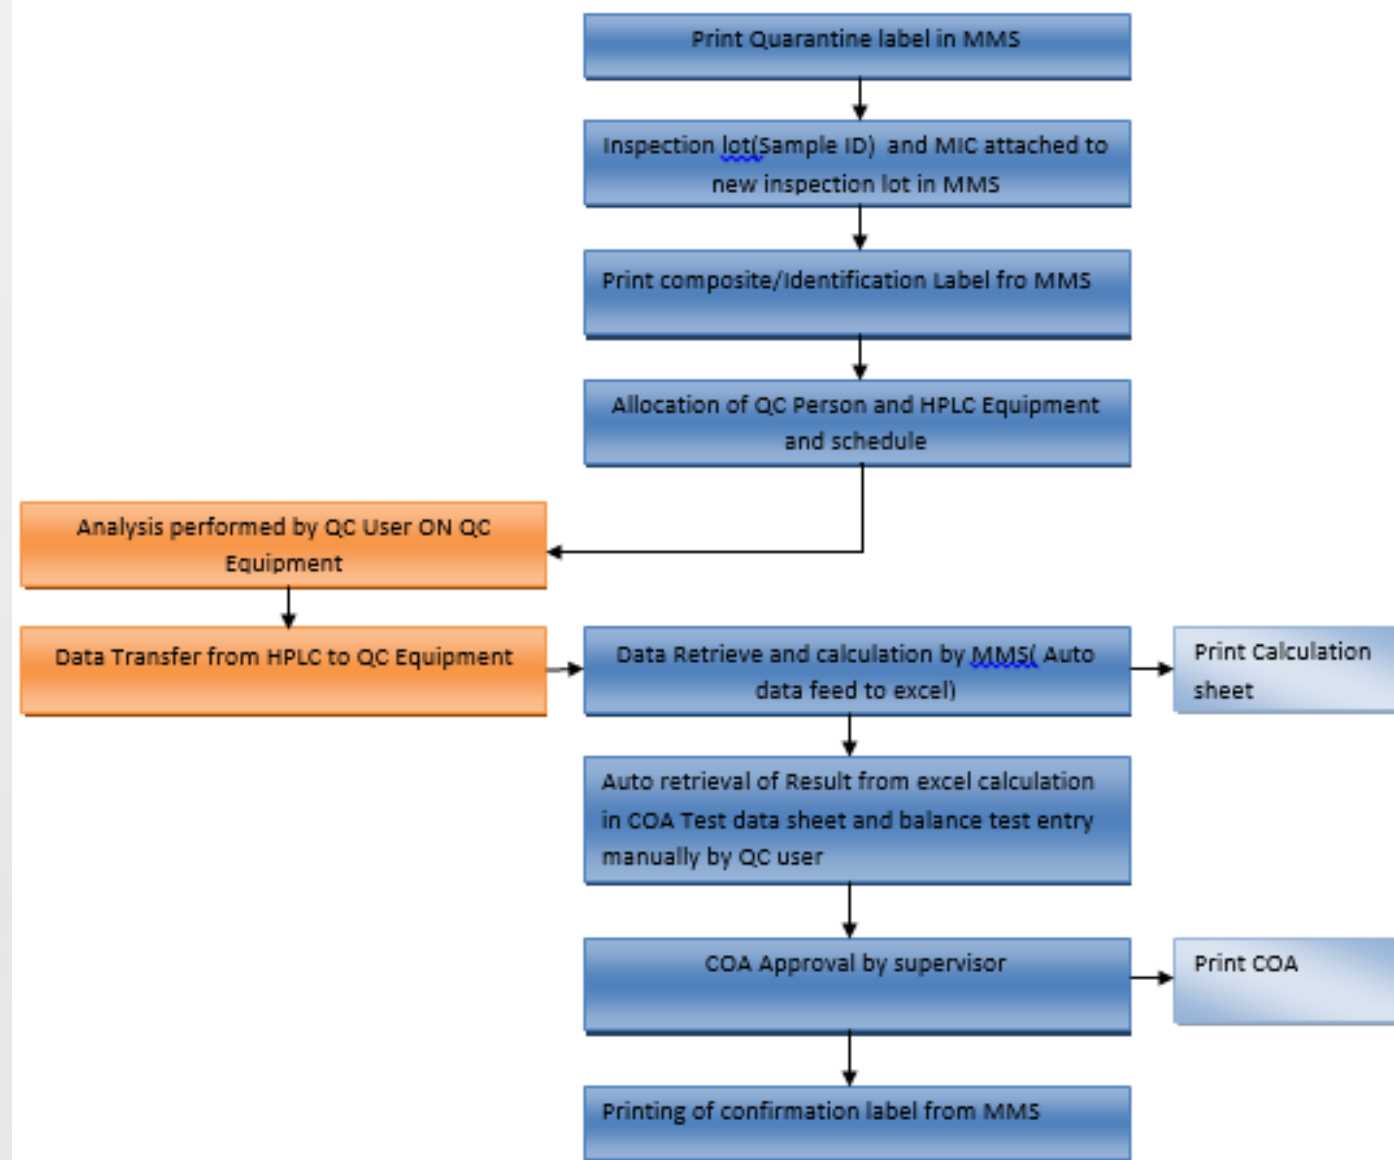 Print Quarantine label in MMS
Inspection lot(Sample ID)  and MIC attached to
new inspection lot in MMS
Print composite/Identification Label fro MMS
Allocation of QC Person and HPLC Equipment
and schedule
Analysis performed by QC User ON QC
Equipment
Data Transfer from HPLC to QC Equipment
Data Retrieve and calculation by MMS( Auto
data feed to excel)
Print Calculation
sheet
Auto retrieval of Result from excel calculation
in COA Test data sheet and balance test entry
manually by QC user
COA Approval by supervisor
Print COA
Printing of confirmation label from MMS